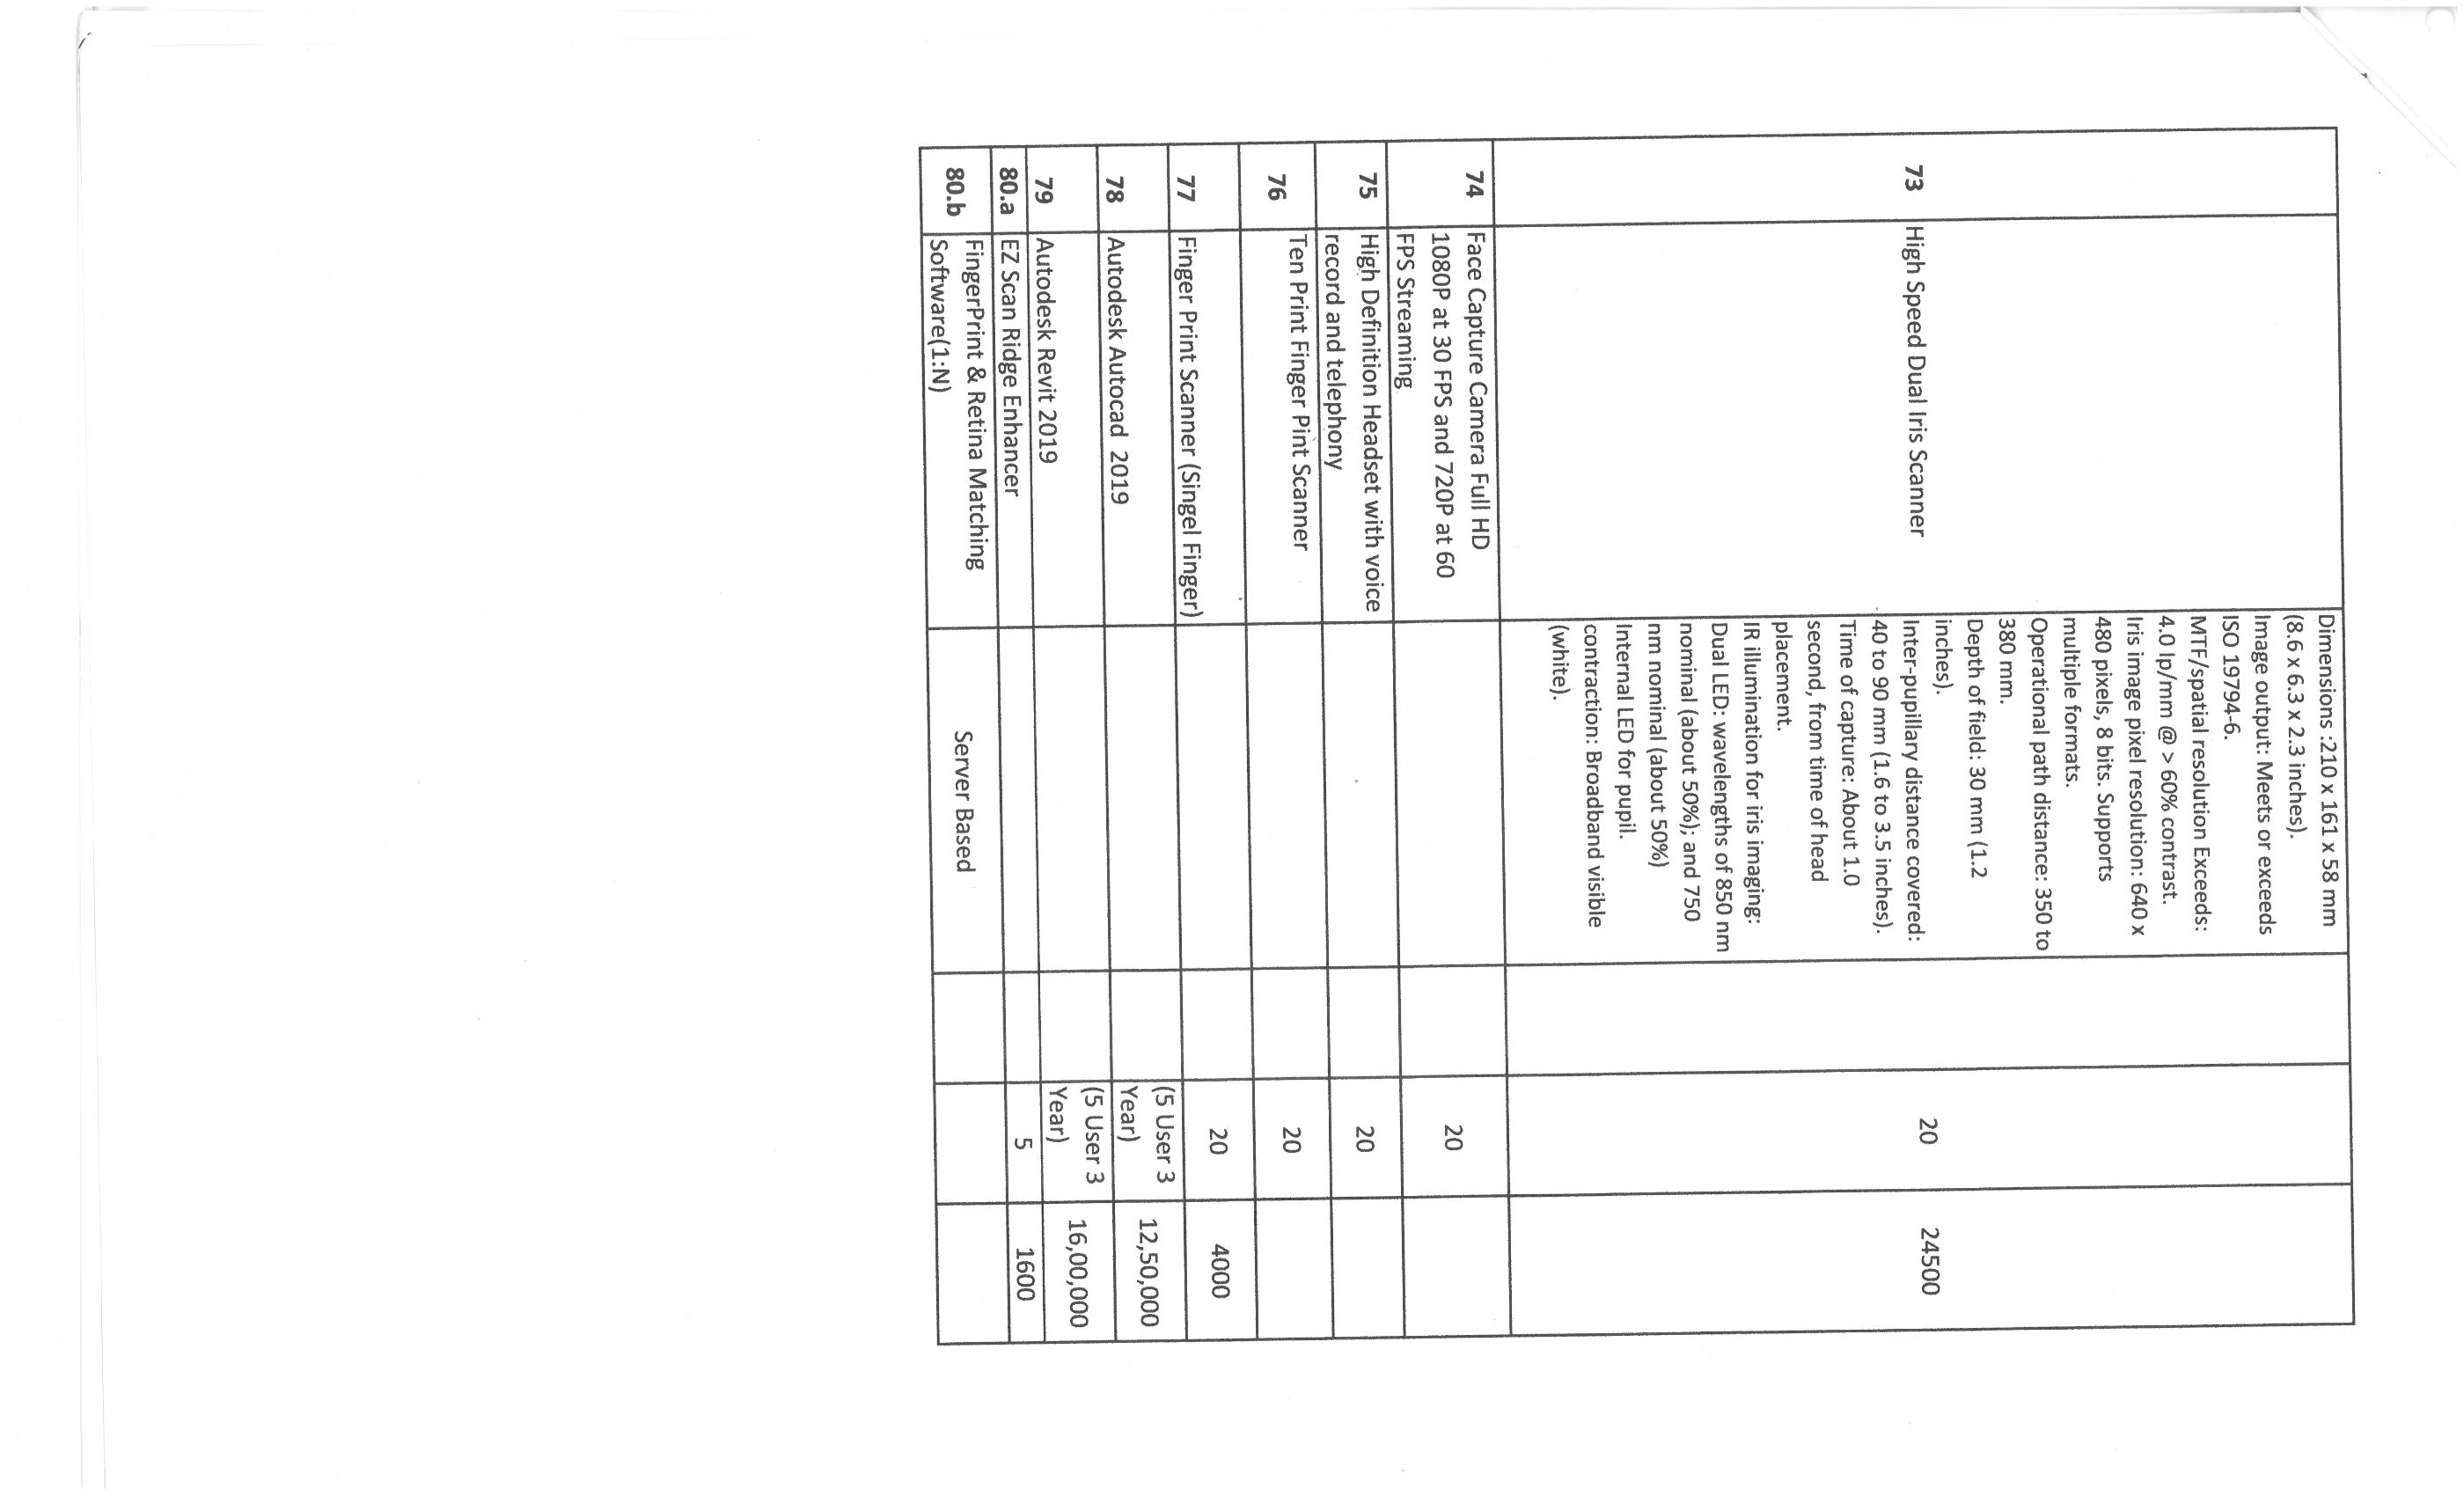 73
High Speed Dual Iris Scanner
Dimensions :210 x 161 x 58 mm
(8.6 x 6.3 x 2.3 inches).
Image output: Meets or exceeds
ISO 19794-6.
MTF/spatial resolution Exceeds:
4.0 lp/mm @ > 60% contrast.
Iris image pixel resolution: 640 x
480 pixels, 8 bits. Supports
multiple formats.
Operational path distance: 350 to
380 mm.
Depth of field: 30 mm (1.2
inches).
Inter-pupillary distance covered:
40 to 90 mm (1.6 to 3.5 inches).
Time of capture: About 1.0
second, from time of head
placement.
IR illumination for iris imaging:
Dual LED: wavelengths of 850 nm
nominal (about 50%); and 750
nm nominal (about 50%)
Internal LED for pupil.
contraction: Broadband visible
(white).
20
24500
74
Face Capture Camera Full HD
1080P at 30 FPS and 720P at 60
FPS Streaming
20
75
High Definition Headset with voice
record and telephony
20
76
Ten Print Finger Pint Scanner
20
77
Finger Print Scanner (Singel Finger)
20
4000
78
Autodesk Autocad 2019
(5 User 3
Year)
12,50,000
79
Autodesk Revit 2019
(5 User 3
Year)
16,00,000
80.a
EZ Scan Ridge Enhancer
5
1600
80.b
FingerPrint & Retina Matching
Software(1:N)
Server Based